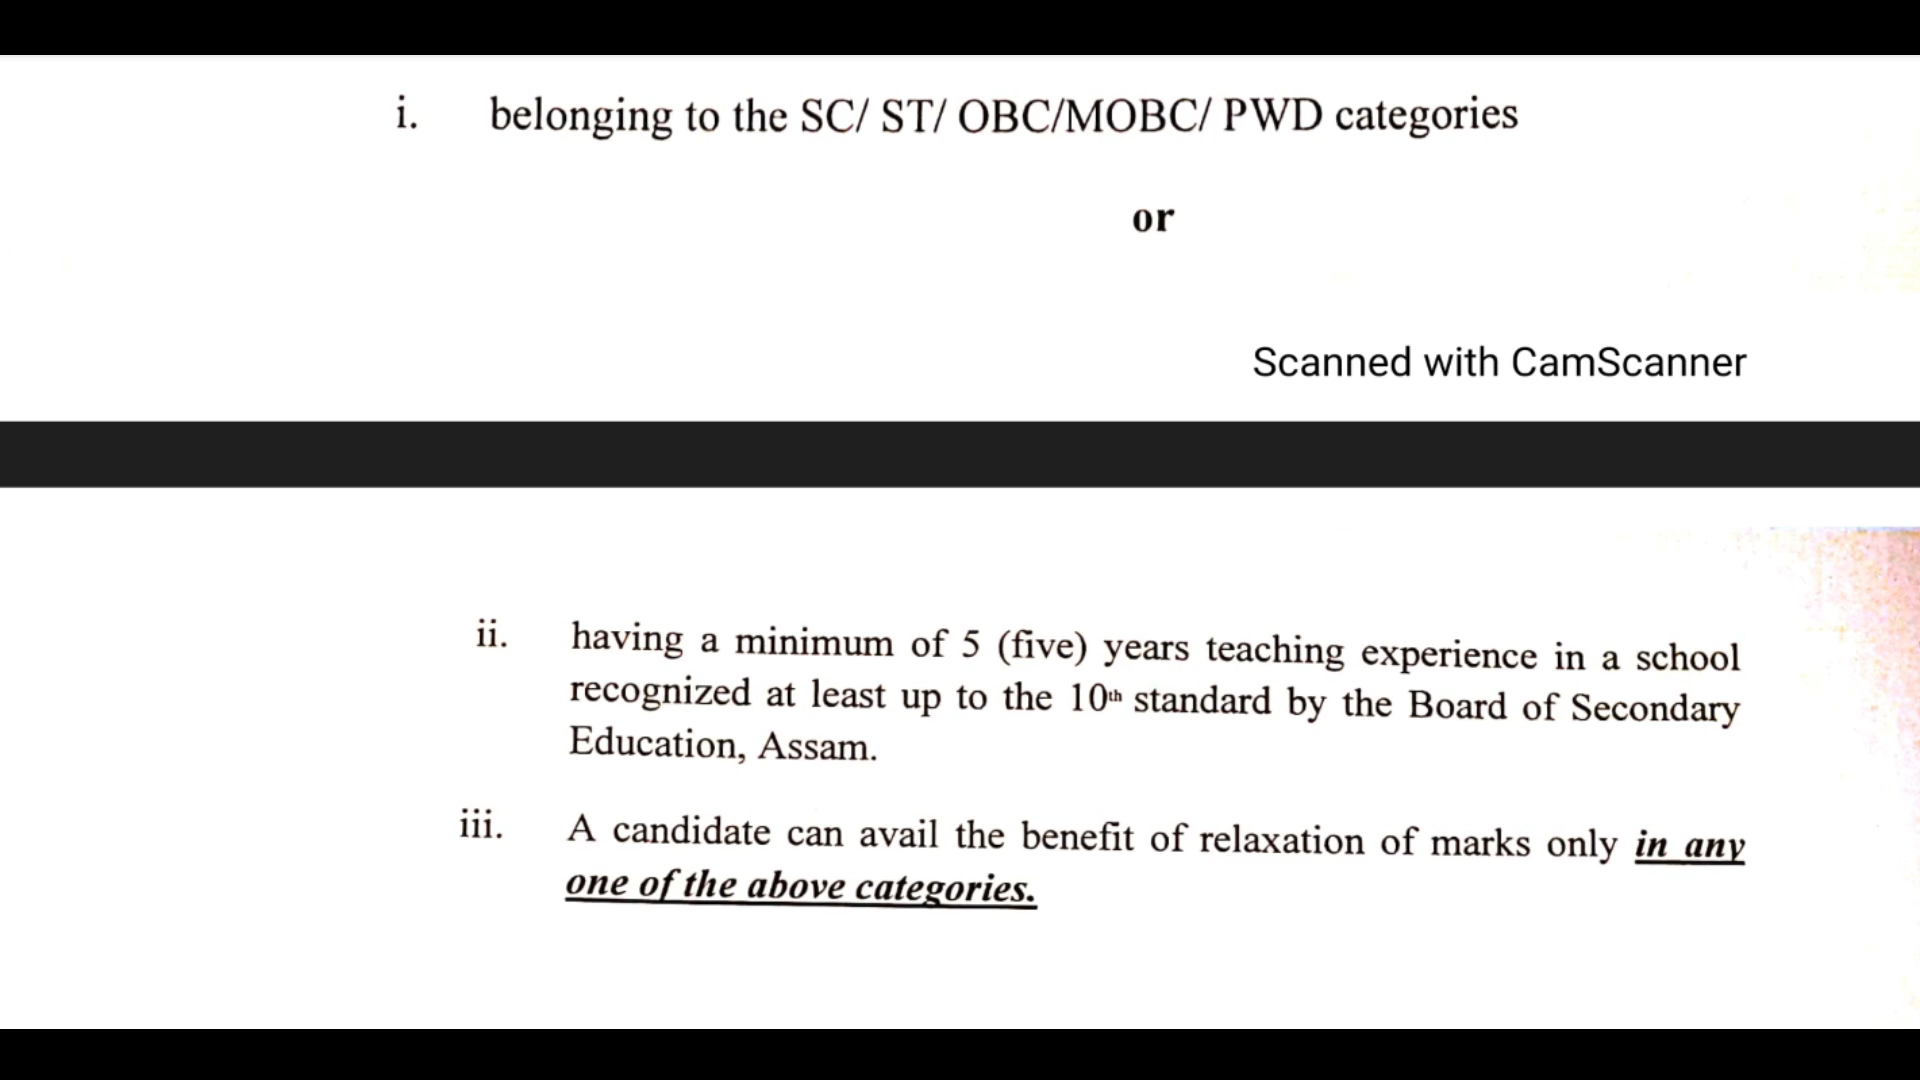 i. belonging to the SC/ ST/ OBC/MOBC/ PWD categories
or
Scanned with CamScanner
ii. having a minimum of 5 (five) years teaching experience in a school
recognized at least up to the 10th standard by the Board of Secondary
Education, Assam.
iii. A candidate can avail the benefit of relaxation of marks only in any
one of the above categories.